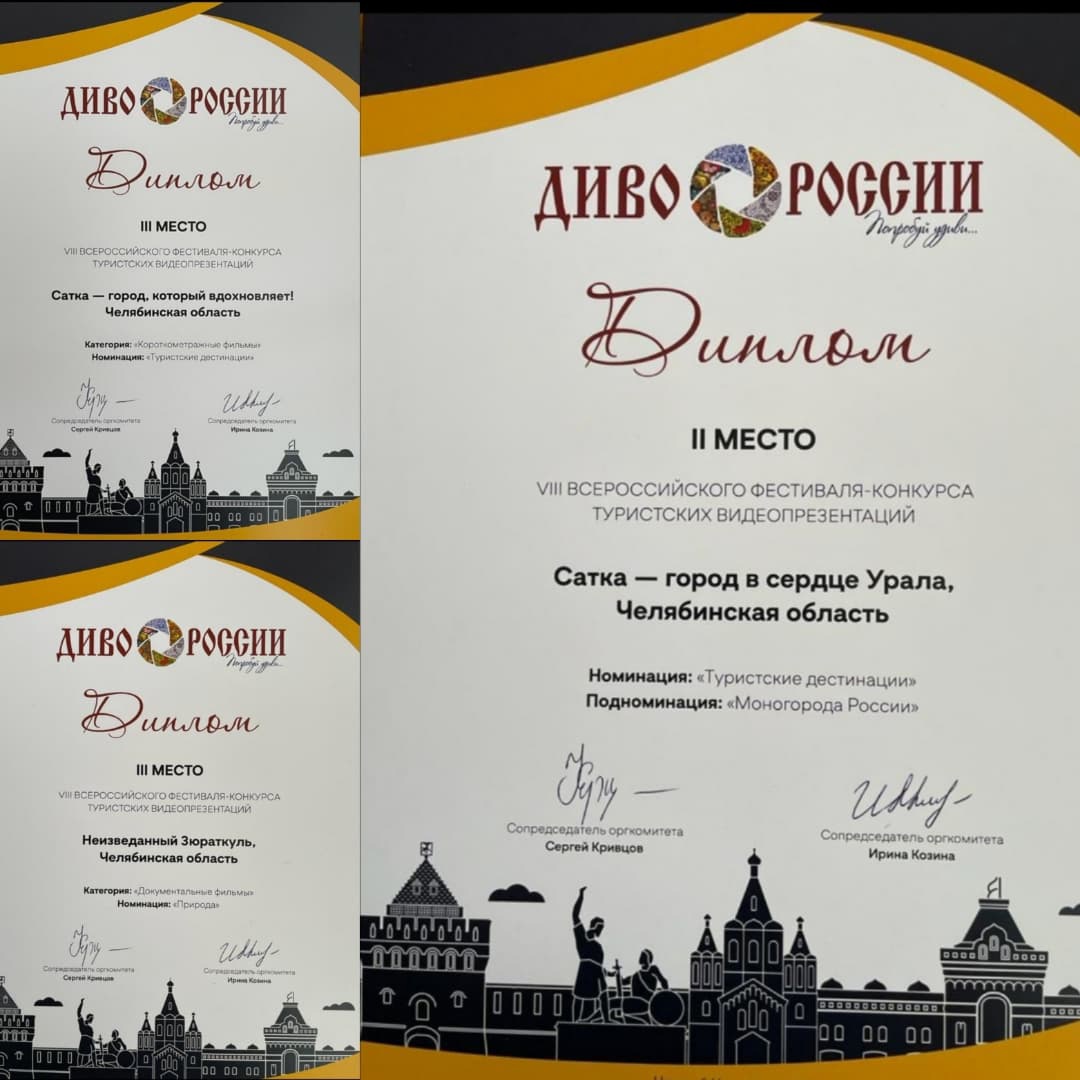 ДИВО РОССИИ
Попробуй удиви...
Диплом
III МЕСТО
VIII ВСЕРОССИЙСКОГО ФЕСТИВАЛЯ-КОНКУРСА
ТУРИСТСКИХ ВИДЕОПРЕЗЕНТАЦИЙ
Сатка — город, который вдохновляет!
Челябинская область
Категория: «Короткометражные фильмы»
Номинация: «Туристские дестинации»
Сопредседатель оргкомитета
Сергей Кривцов
Сопредседатель оргкомитета
Ирина Козина
ДИВО РОССИИ
Попробуй удиви...
Диплом
III МЕСТО
VIII ВСЕРОССИЙСКОГО ФЕСТИВАЛЯ-КОНКУРСА
ТУРИСТСКИХ ВИДЕОПРЕЗЕНТАЦИЙ
Неизведанный Зюраткуль,
Челябинская область
Категория: «Документальные фильмы»
Номинация: «Природа»
Сопредседатель оргкомитета
Сергей Кривцов
Сопредседатель оргкомитета
Ирина Козина
ДИВО РОССИИ
Попробуй удиви...
Диплом
II МЕСТО
VIII ВСЕРОССИЙСКОГО ФЕСТИВАЛЯ-КОНКУРСА
ТУРИСТСКИХ ВИДЕОПРЕЗЕНТАЦИЙ
Сатка — город в сердце Урала,
Челябинская область
Номинация: «Туристские дестинации»
Подноминация: «Моногорода России»
Сопредседатель оргкомитета
Сергей Кривцов
Сопредседатель оргкомитета
Ирина Козина